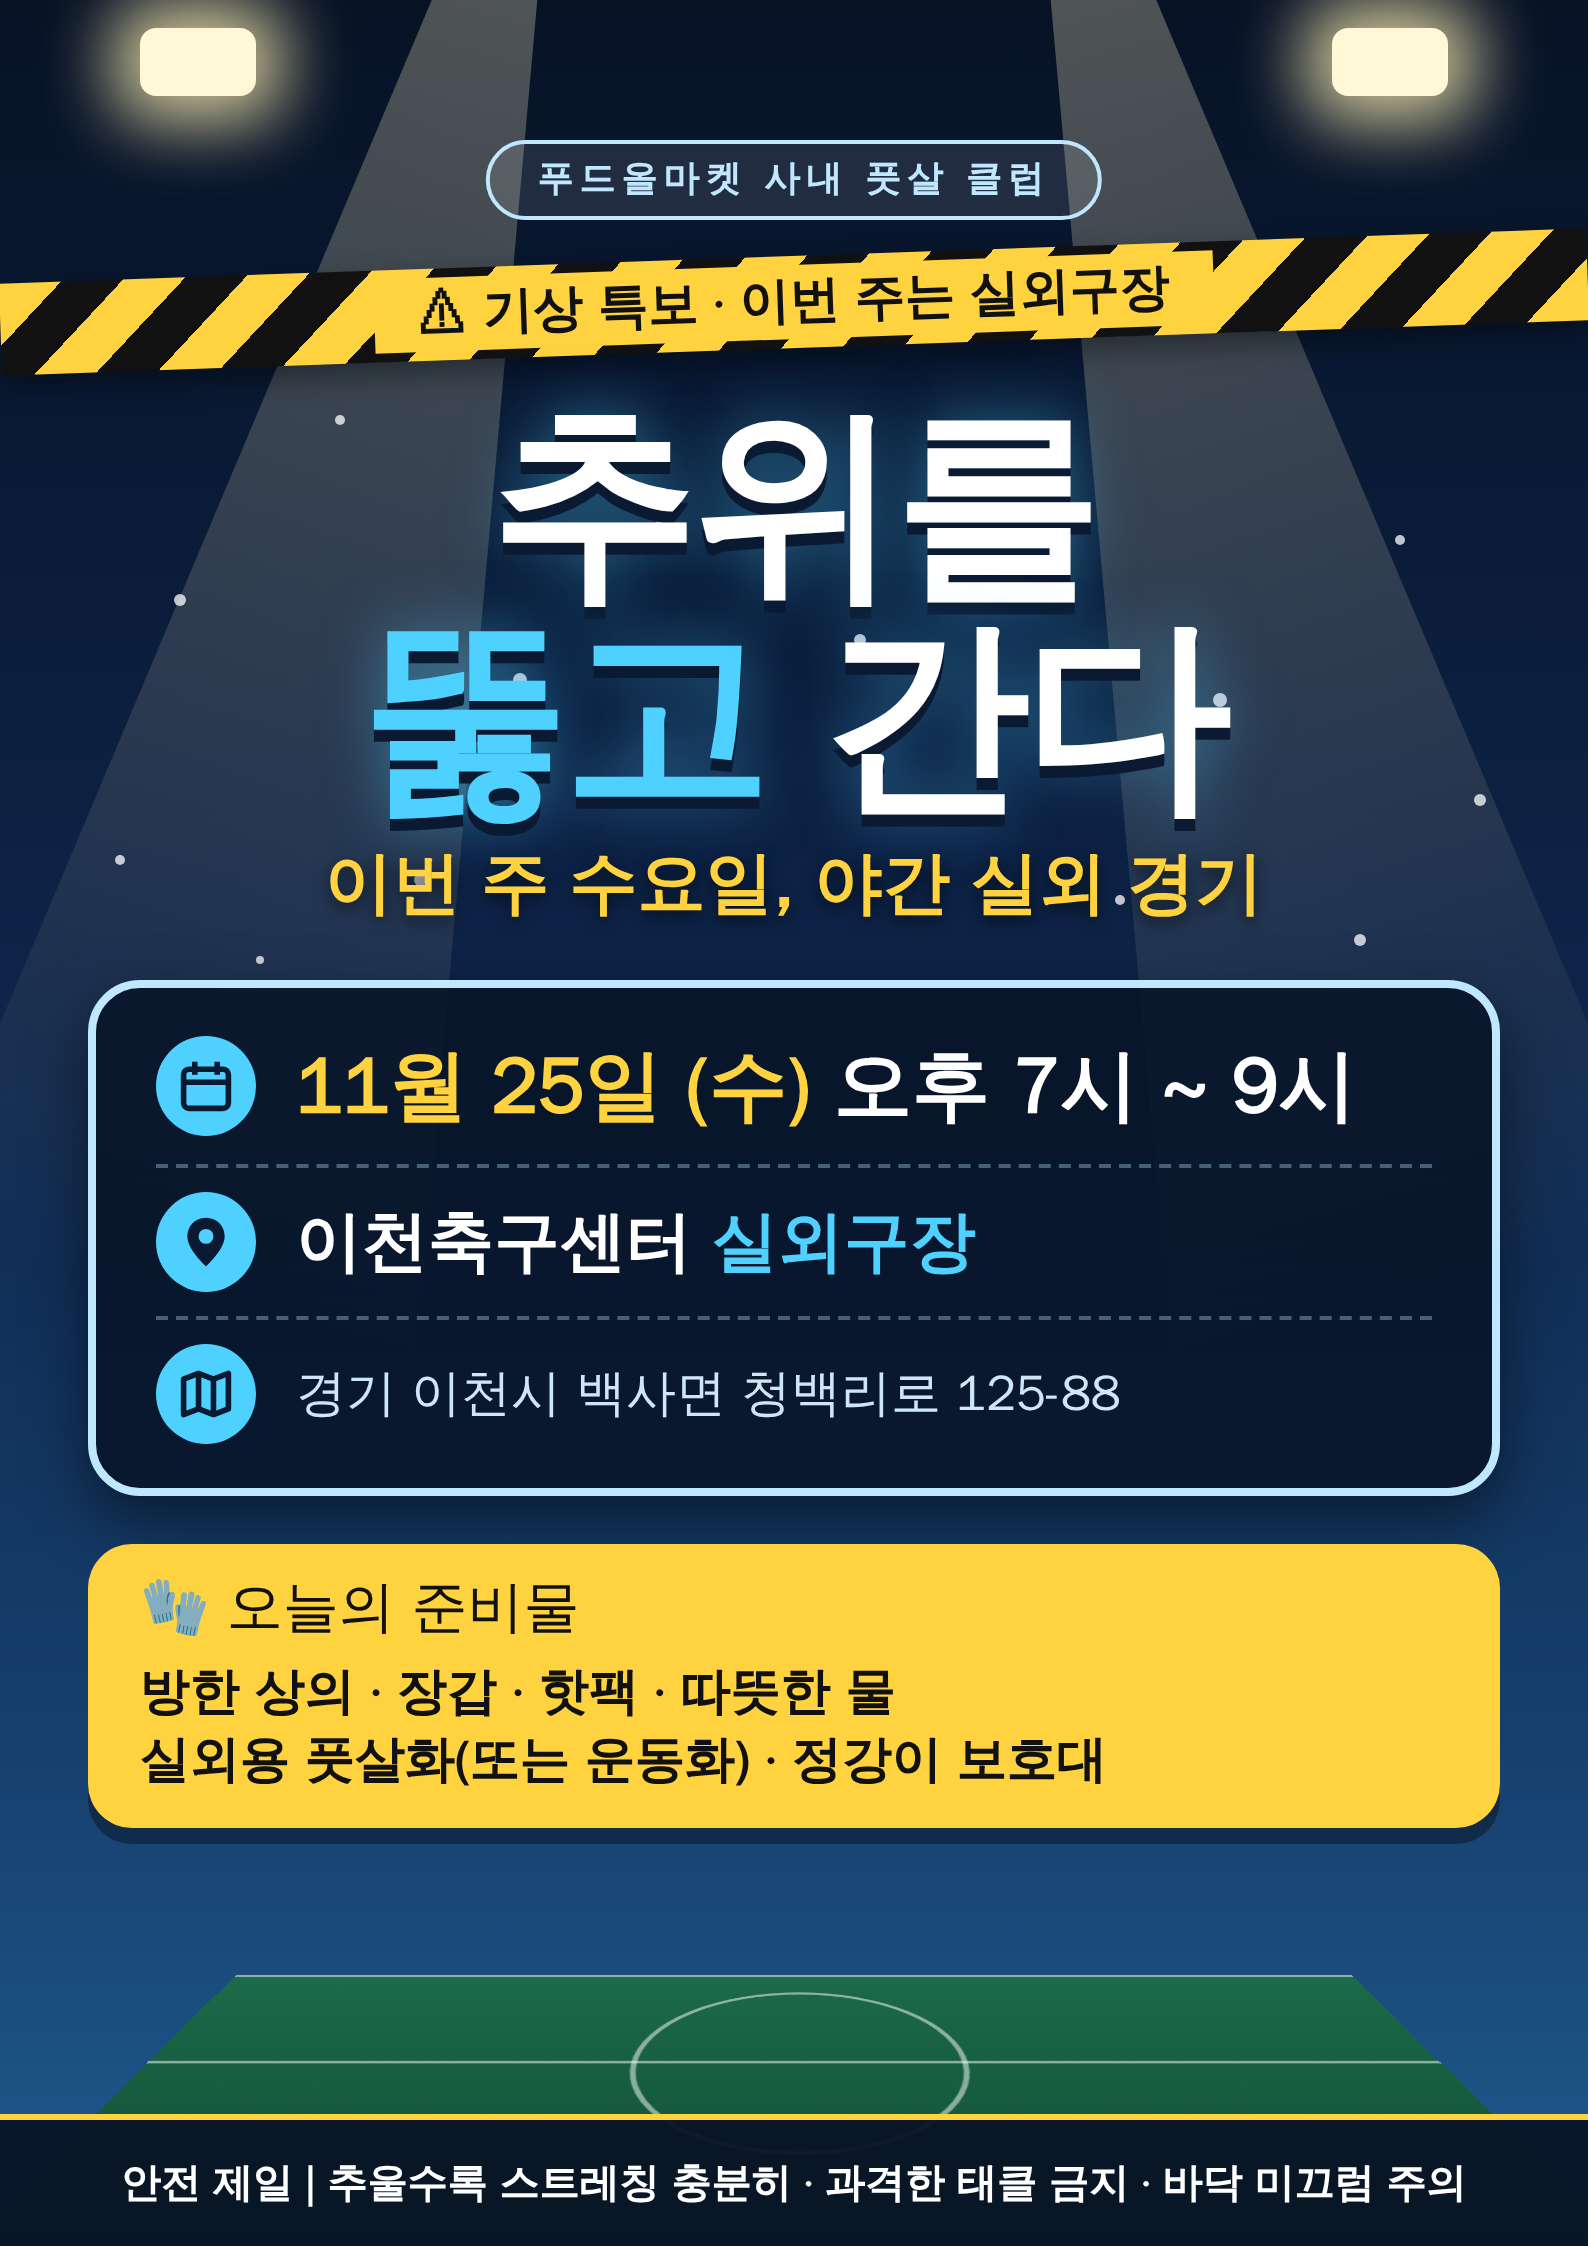 푸드올마켓 사내 풋살 클럽
⚠ 기상 특보 · 이번 주는 실외구장
추위를
뚫고 간다
이번 주 수요일, 야간 실외 경기
11월 25일 (수) 오후 7시 ~ 9시
이천축구센터 실외구장
경기 이천시 백사면 청백리로 125-88
🧤 오늘의 준비물
방한 상의 · 장갑 · 핫팩 · 따뜻한 물
실외용 풋살화(또는 운동화) · 정강이 보호대
안전 제일 | 추울수록 스트레칭 충분히 · 과격한 태클 금지 · 바닥 미끄럼 주의